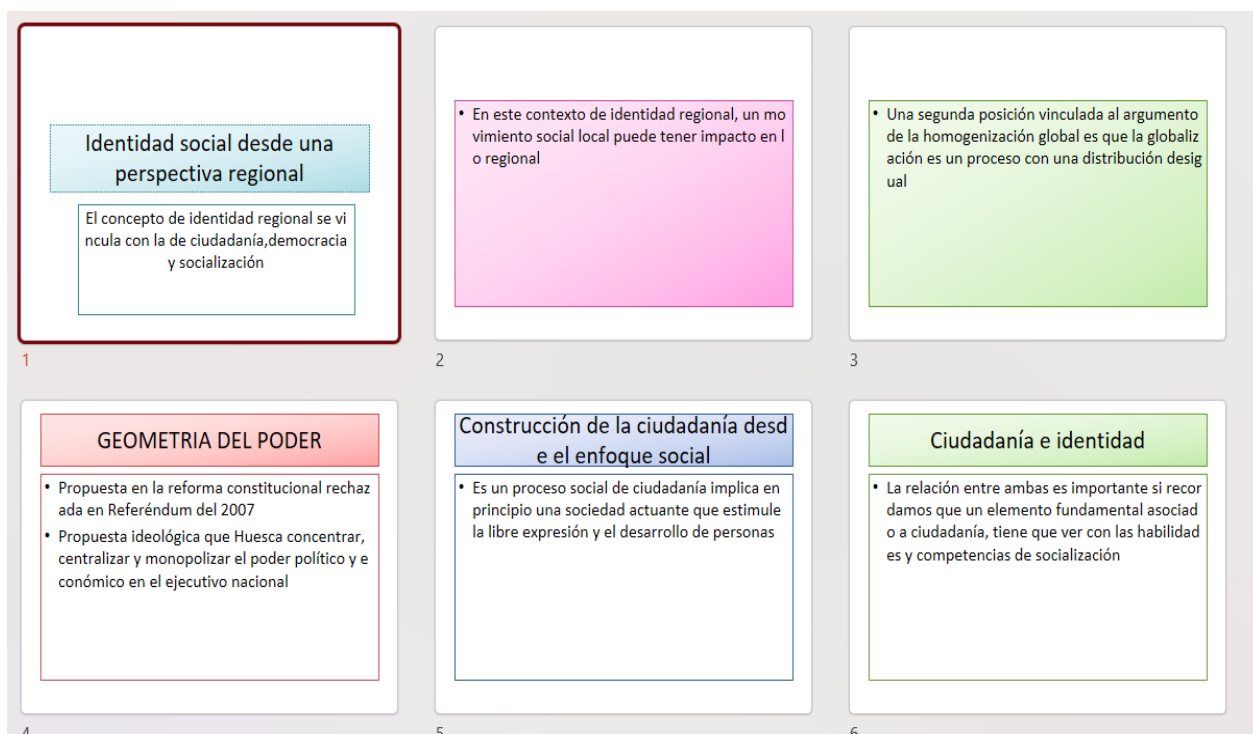 Identidad social desde una
perspectiva regional
El concepto de identidad regional se vi
ncula con la de ciudadanía,democracia
y socialización
1
• En este contexto de identidad regional, un mo
vimiento social local puede tener impacto en l
o regional
2
• Una segunda posición vinculada al argumento
de la homogenización global es que la globaliz
ación es un proceso con una distribución desig
ual
3
GEOMETRIA DEL PODER
• Propuesta en la reforma constitucional rechaz
ada en Referéndum del 2007
• Propuesta ideológica que Huesca concentrar,
centralizar y monopolizar el poder político y e
conómico en el ejecutivo nacional
4
Construcción de la ciudadanía desd
e el enfoque social
• Es un proceso social de ciudadanía implica en
principio una sociedad actuante que estimule
la libre expresión y el desarrollo de personas
5
Ciudadanía e identidad
• La relación entre ambas es importante si recor
damos que un elemento fundamental asociad
o a ciudadanía, tiene que ver con las habilidad
es y competencias de socialización
6